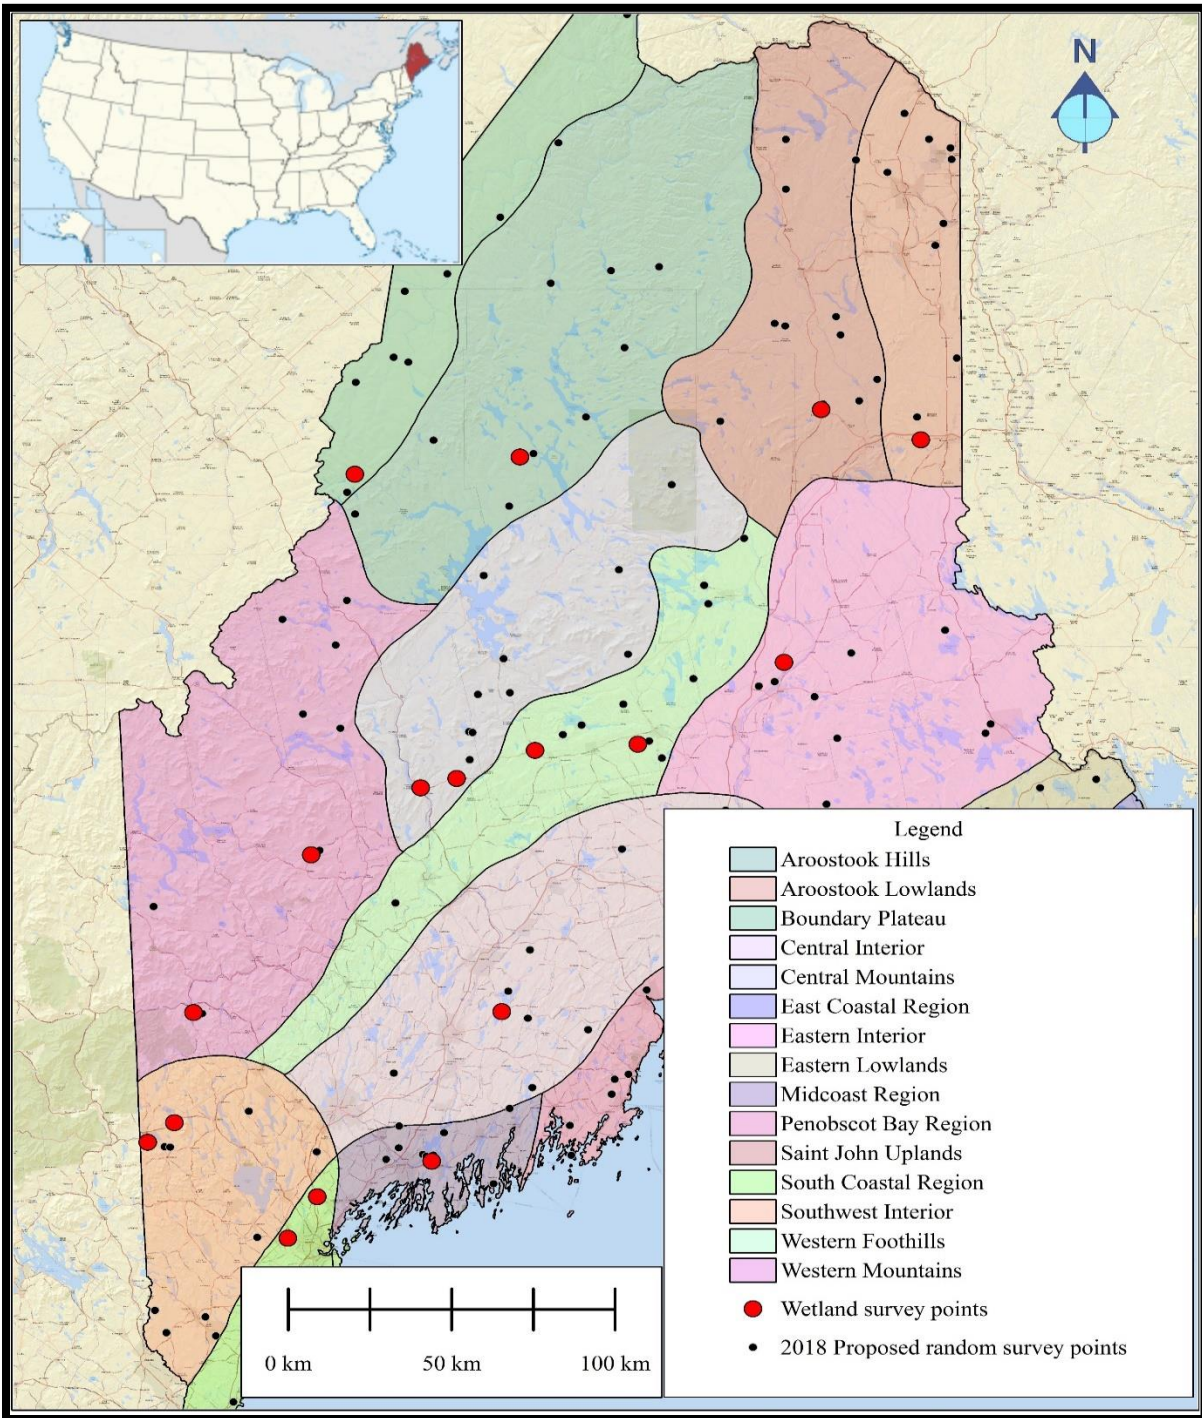 N
Legend
Aroostook Hills
Aroostook Lowlands
Boundary Plateau
Central Interior
Central Mountains
East Coastal Region
Eastern Interior
Eastern Lowlands
Midcoast Region
Penobscot Bay Region
Saint John Uplands
South Coastal Region
Southwest Interior
Western Foothills
Western Mountains
Wetland survey points
2018 Proposed random survey points
0 km 50 km 100 km